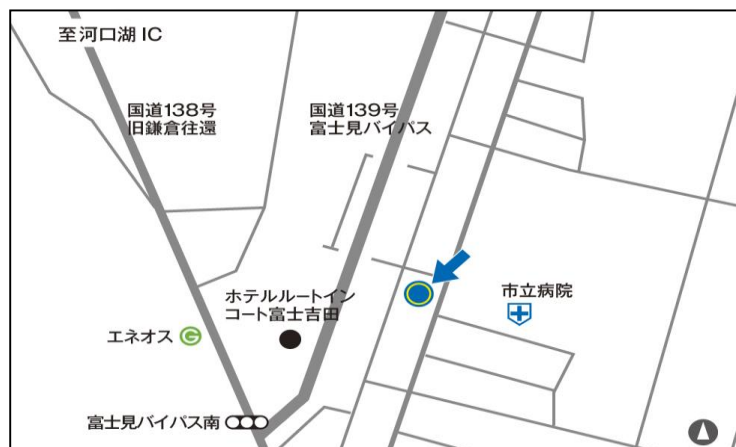 至河口湖 IC
国道138号
旧鎌倉往還
国道139号
富士見バイパス
ホテルルートイン
コート富士吉田
市立病院
エネオス
富士見バイパス南